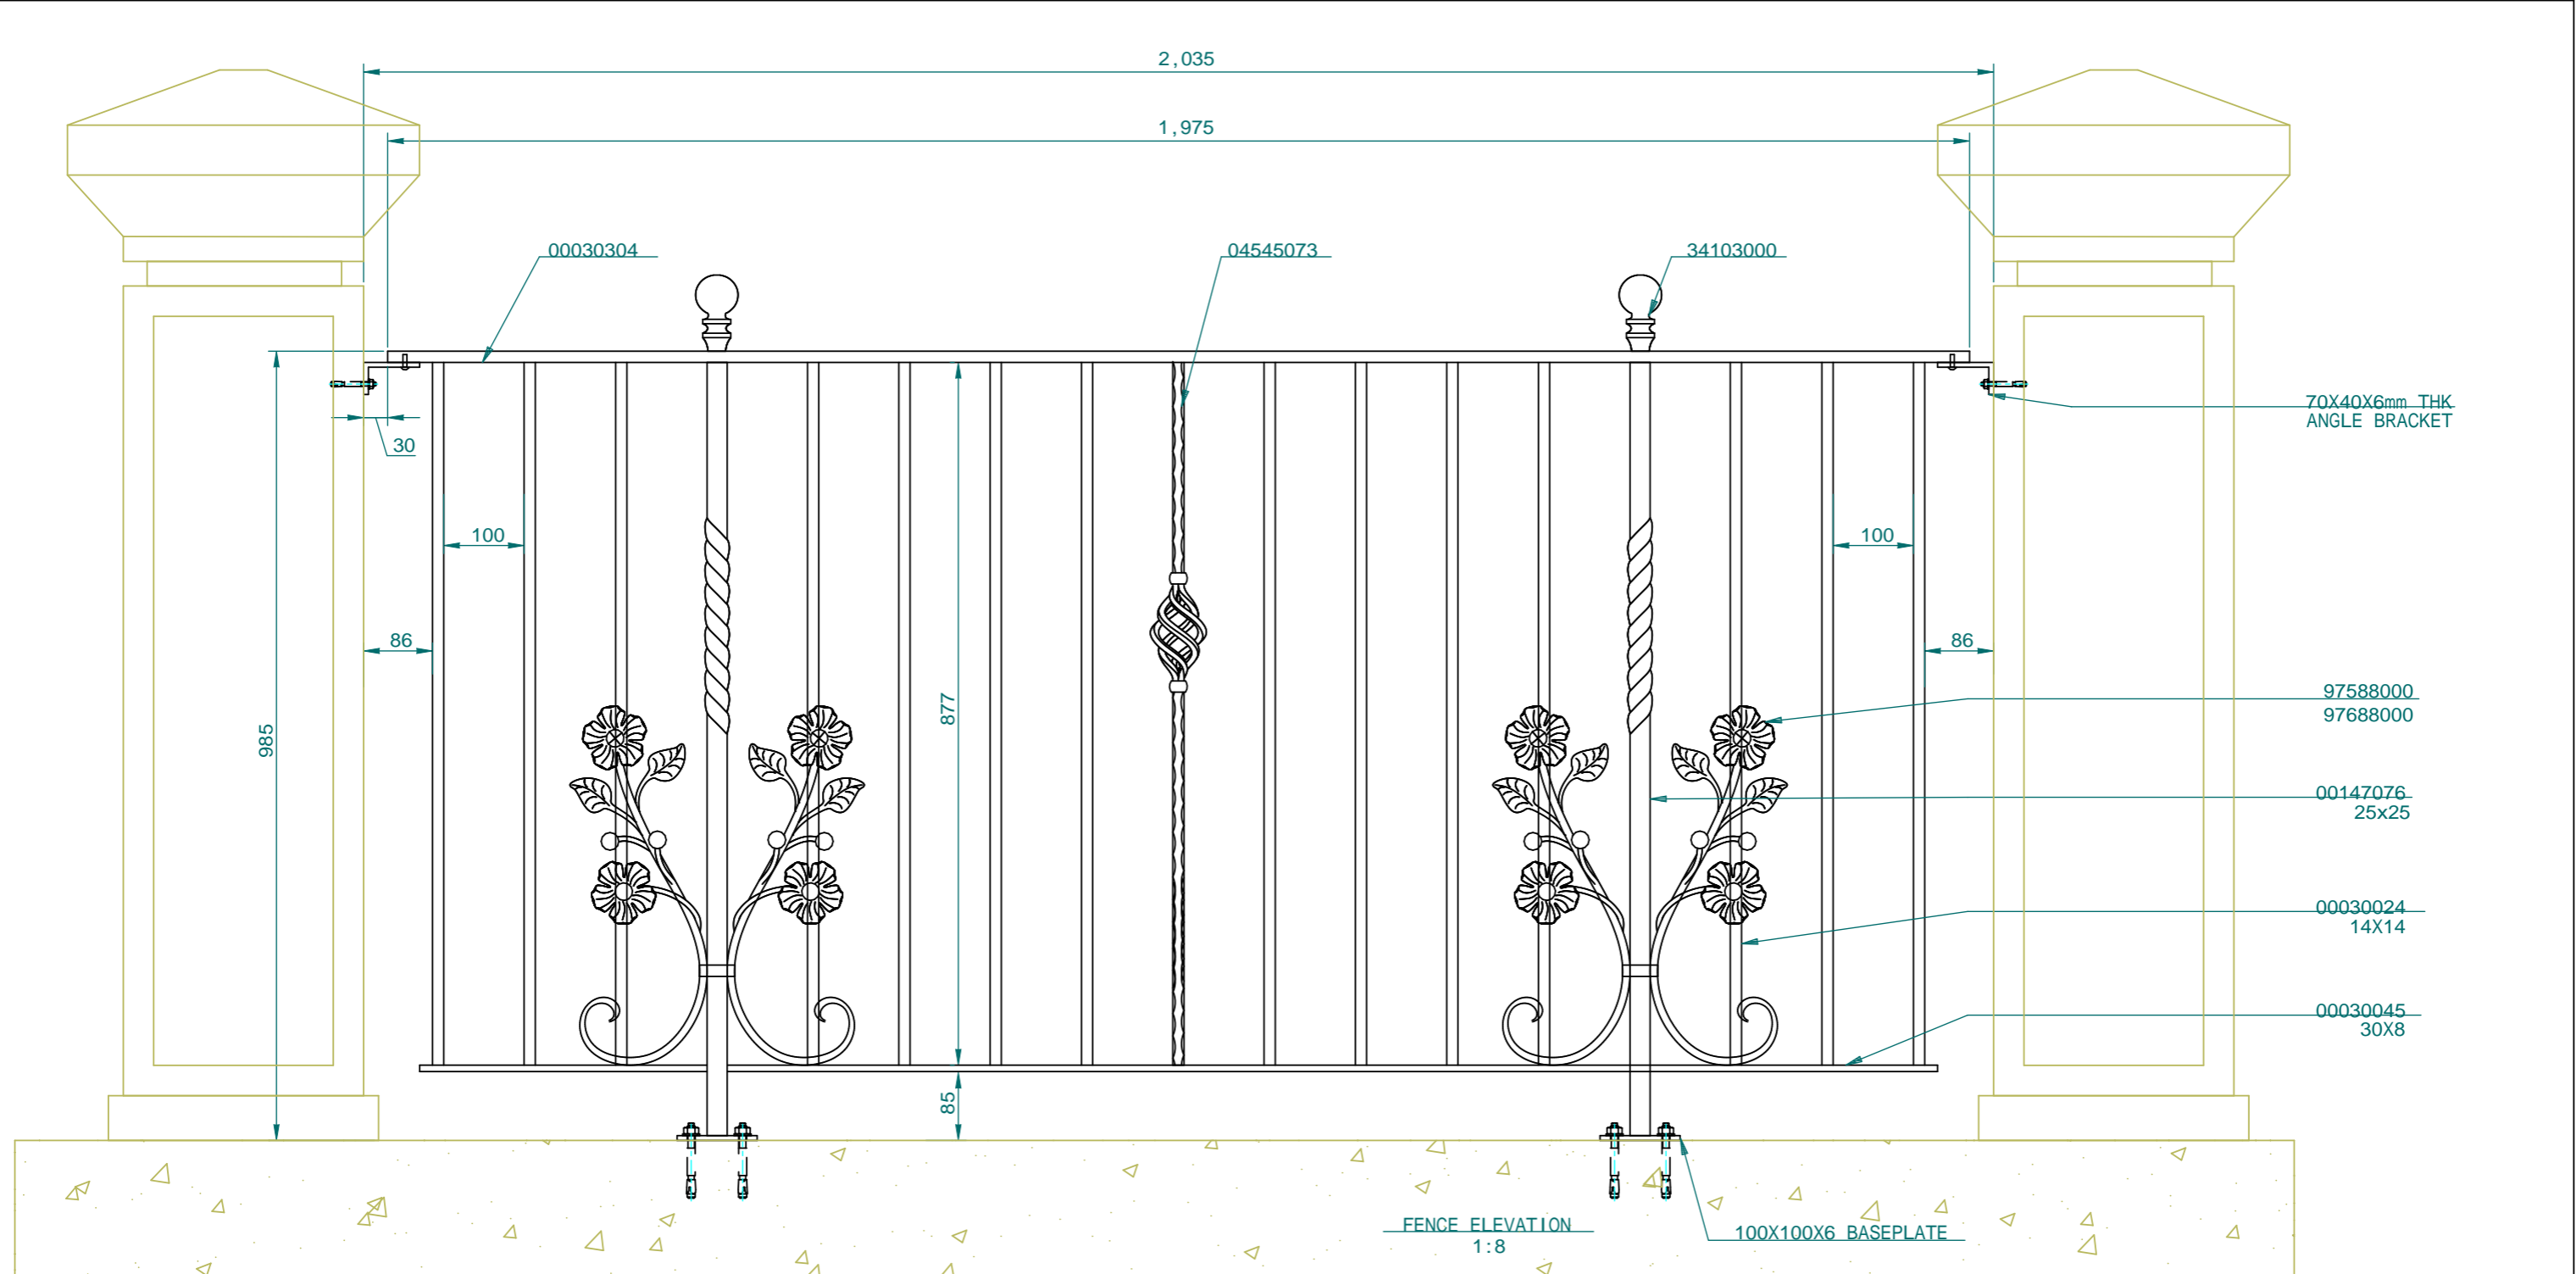 2,035
1,975
00030304
04545073
34103000
70X40X6mm THK
ANGLE BRACKET
30
100
100
86
86
985
877
97588000
97688000
00147076
25x25
00030024
14X14
00030045
30X8
85
FENCE ELEVATION
1:8
100X100X6 BASEPLATE